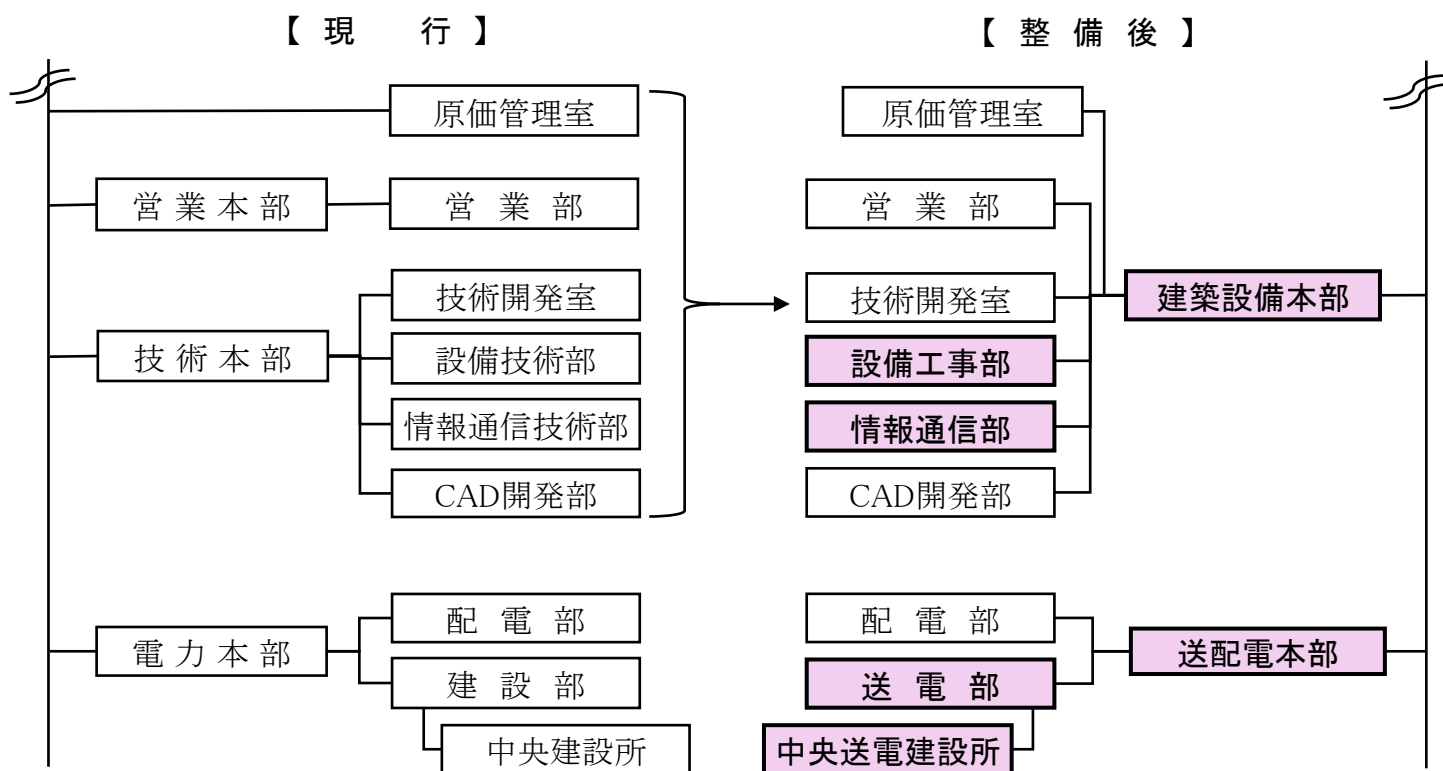 【 現　行 】
原価管理室
営業本部
営業部
技術本部
技術開発室
設備技術部
情報通信技術部
CAD開発部
電力本部
配電部
建設部
中央建設所
【 整備後 】
原価管理室
営業部
技術開発室
設備工事部
情報通信部
CAD開発部
建築設備本部
配電部
送電部
中央送電建設所
送配電本部